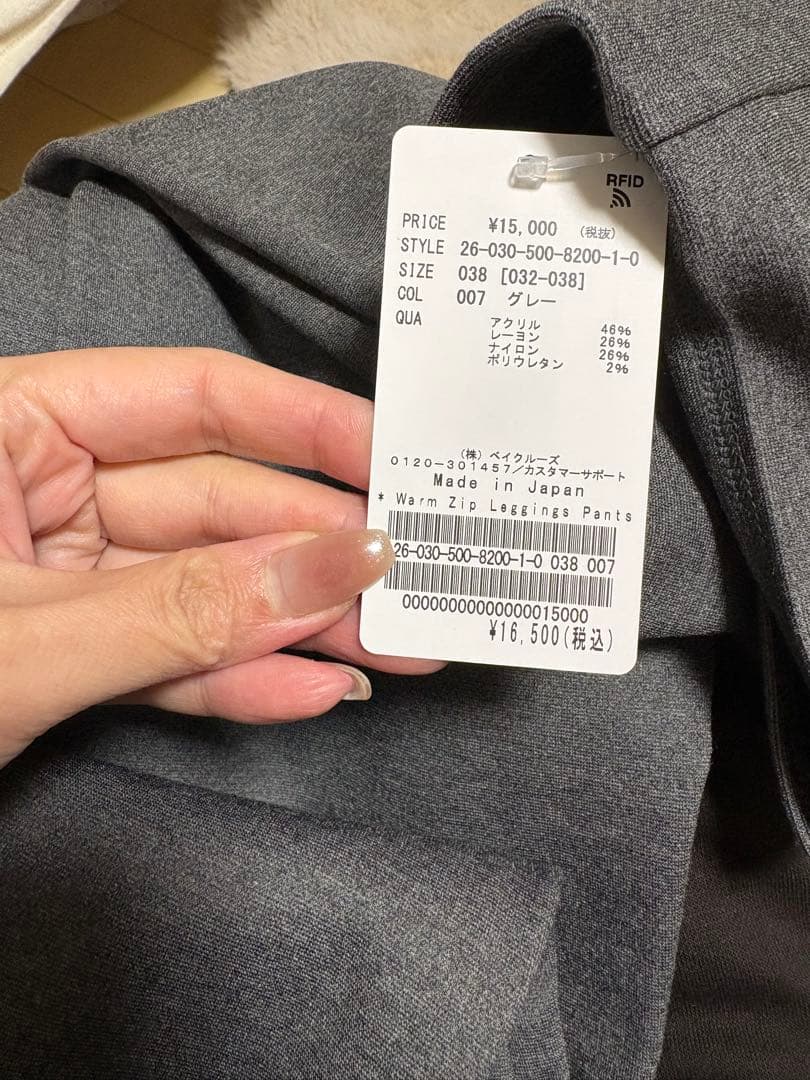 RFID
PRICE ¥15,000 (税抜)
STYLE 26-030-500-8200-1-0
SIZE 038 [032-038]
COL 007 グレー
QUA アクリル 46%
レーヨン 26%
ナイロン 26%
ポリウレタン 2%
(株) ベイクルーズ
0120-301457/カスタマーサポート
Made in Japan
* Warm Zip Leggings Pants
26-030-500-8200-1-0 038 007
00000000000000015000
¥16,500(税込)